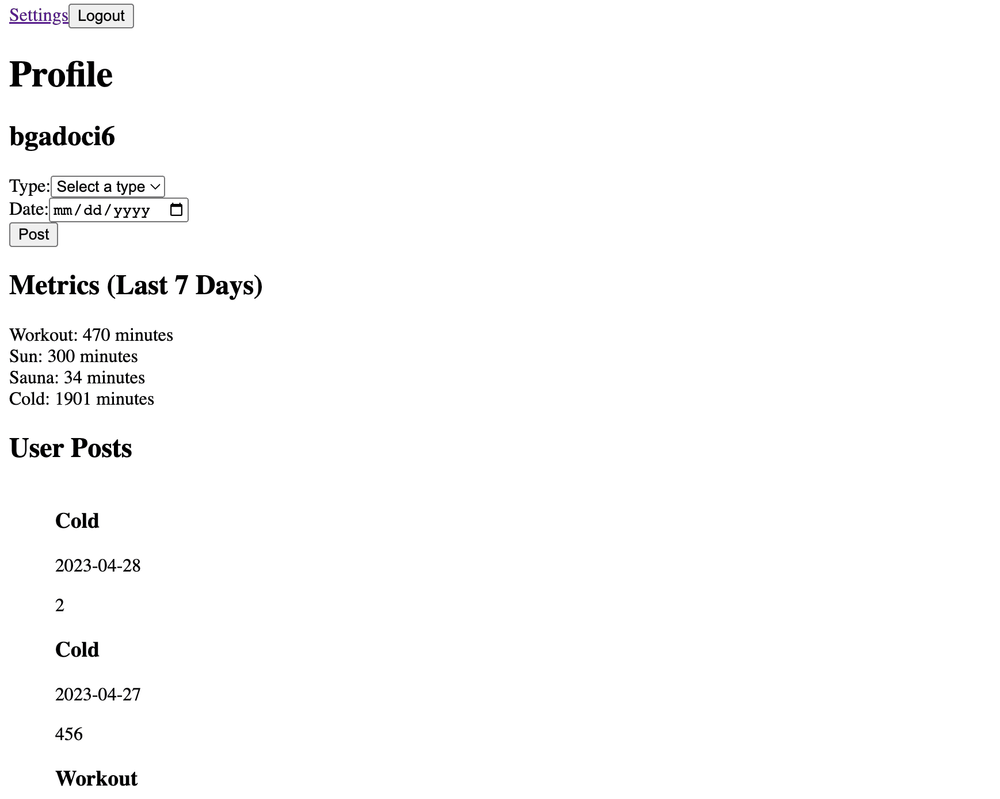 Settings Logout
Profile
bgadoci6
Type: Select a type
Date: mm/dd/yyyy
Post
Metrics (Last 7 Days)
Workout: 470 minutes
Sun: 300 minutes
Sauna: 34 minutes
Cold: 1901 minutes
User Posts
Cold
2023-04-28
2
Cold
2023-04-27
456
Workout